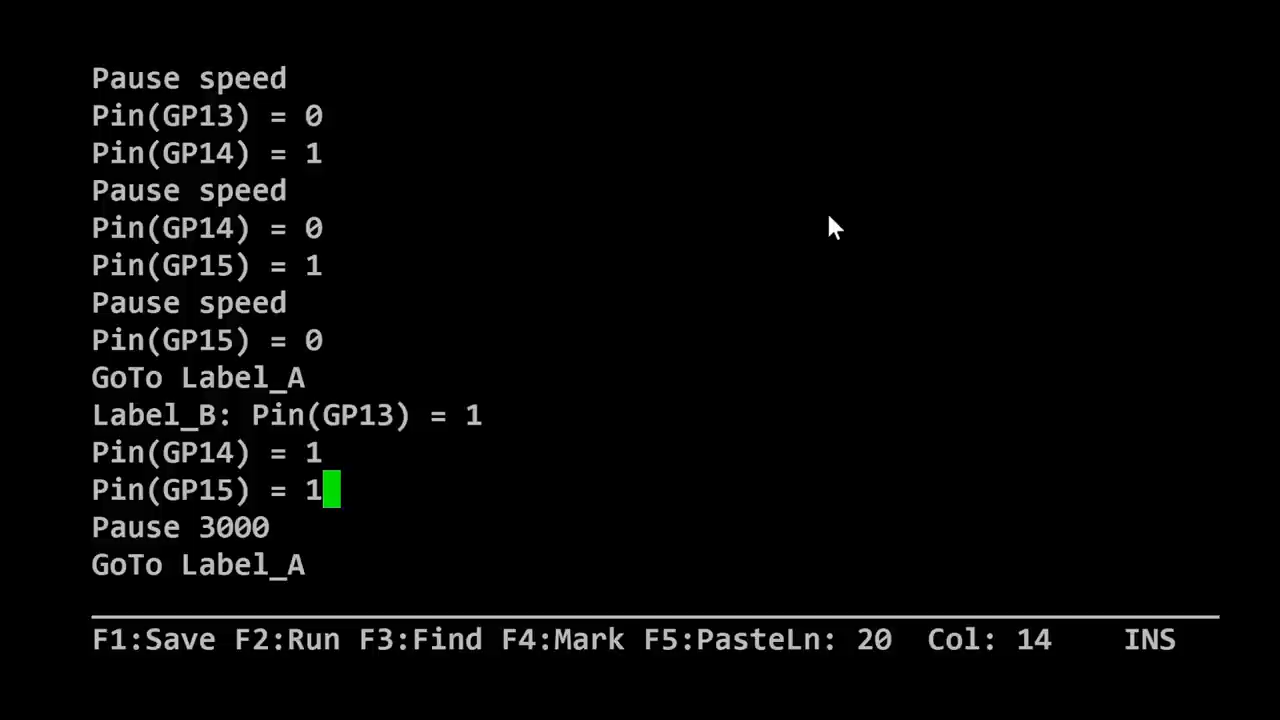 Pause speed
Pin(GP13) = 0
Pin(GP14) = 1
Pause speed
Pin(GP14) = 0
Pin(GP15) = 1
Pause speed
Pin(GP15) = 0
GoTo Label_A
Label_B: Pin(GP13) = 1
Pin(GP14) = 1
Pin(GP15) = 1
Pause 3000
GoTo Label_A
F1:Save F2:Run F3:Find F4:Mark F5:PasteLn: 20 Col: 14 INS